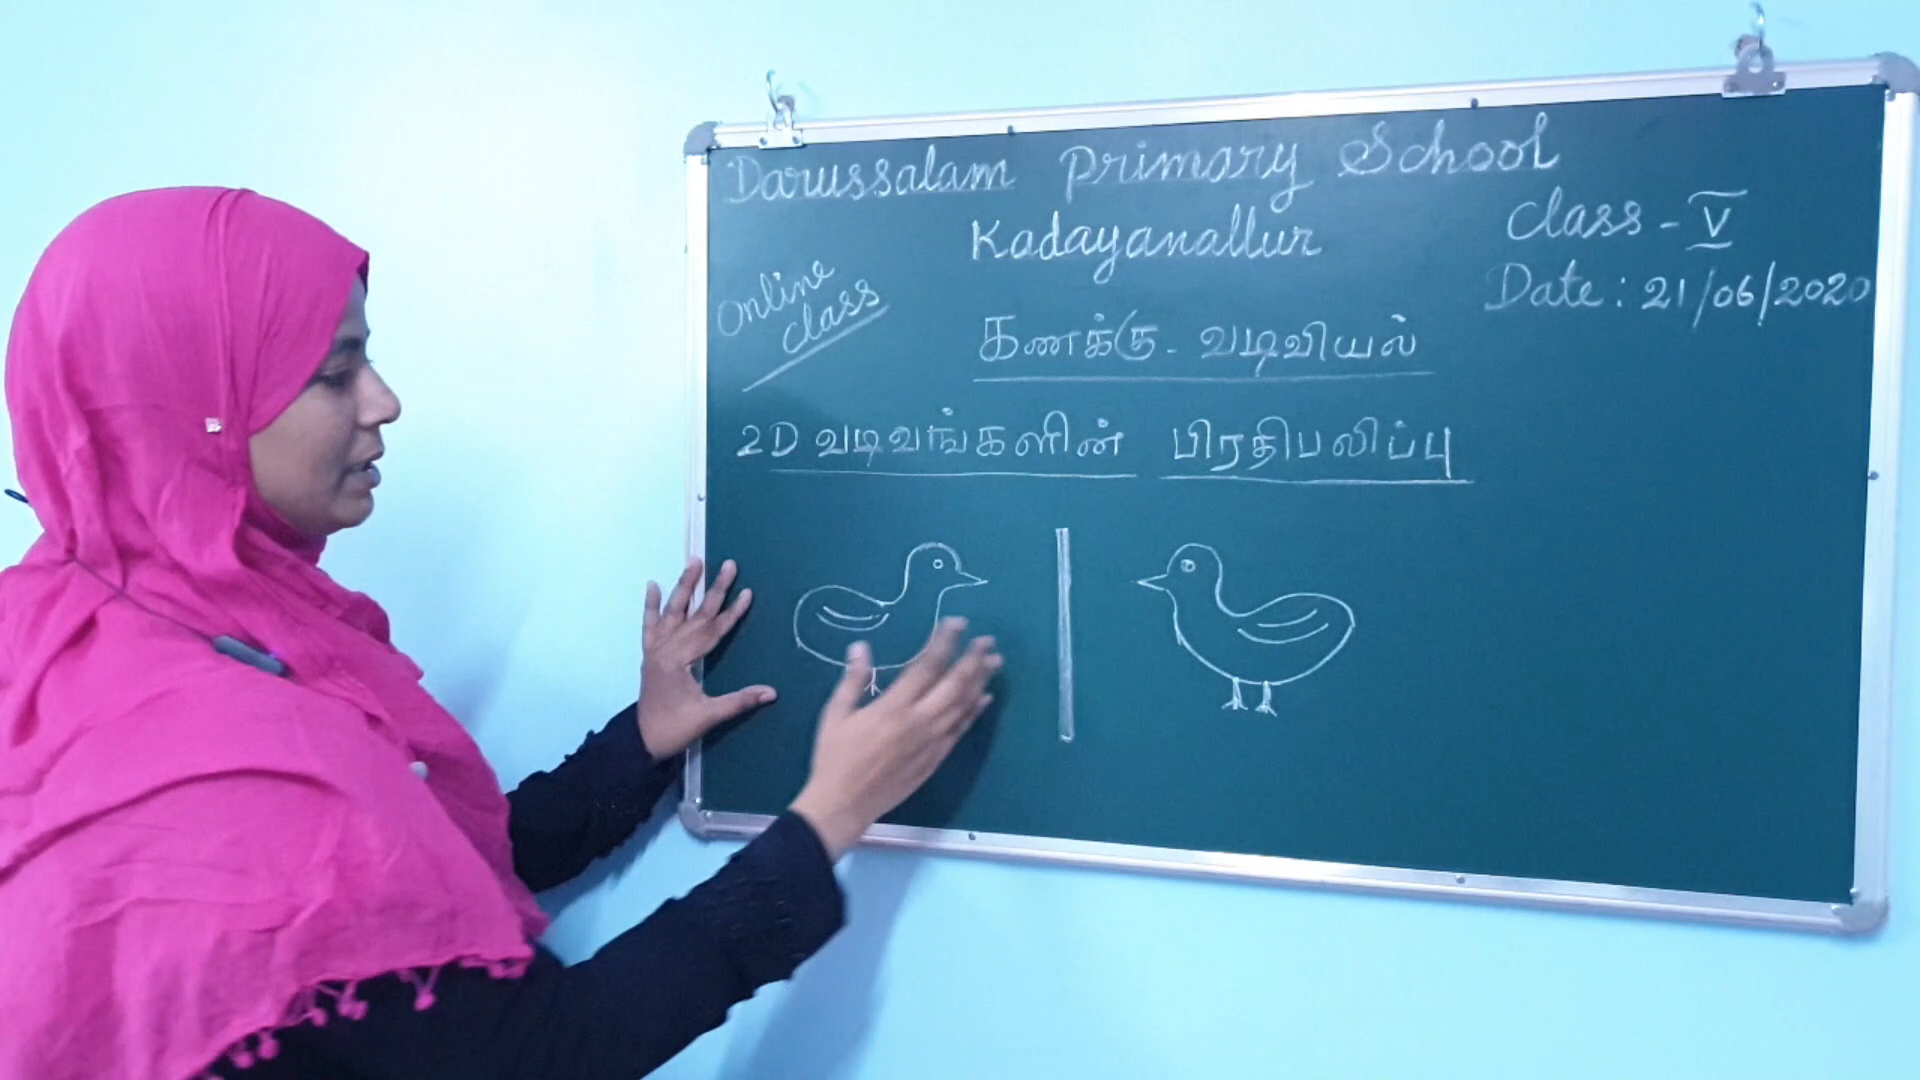 Darussalam Primary School
Kadayanallur
Class - V
Date : 21/06/2020
Online
class
கணக்கு - வடிவியல்
2D வடிவங்களின் பிரதிபலிப்பு